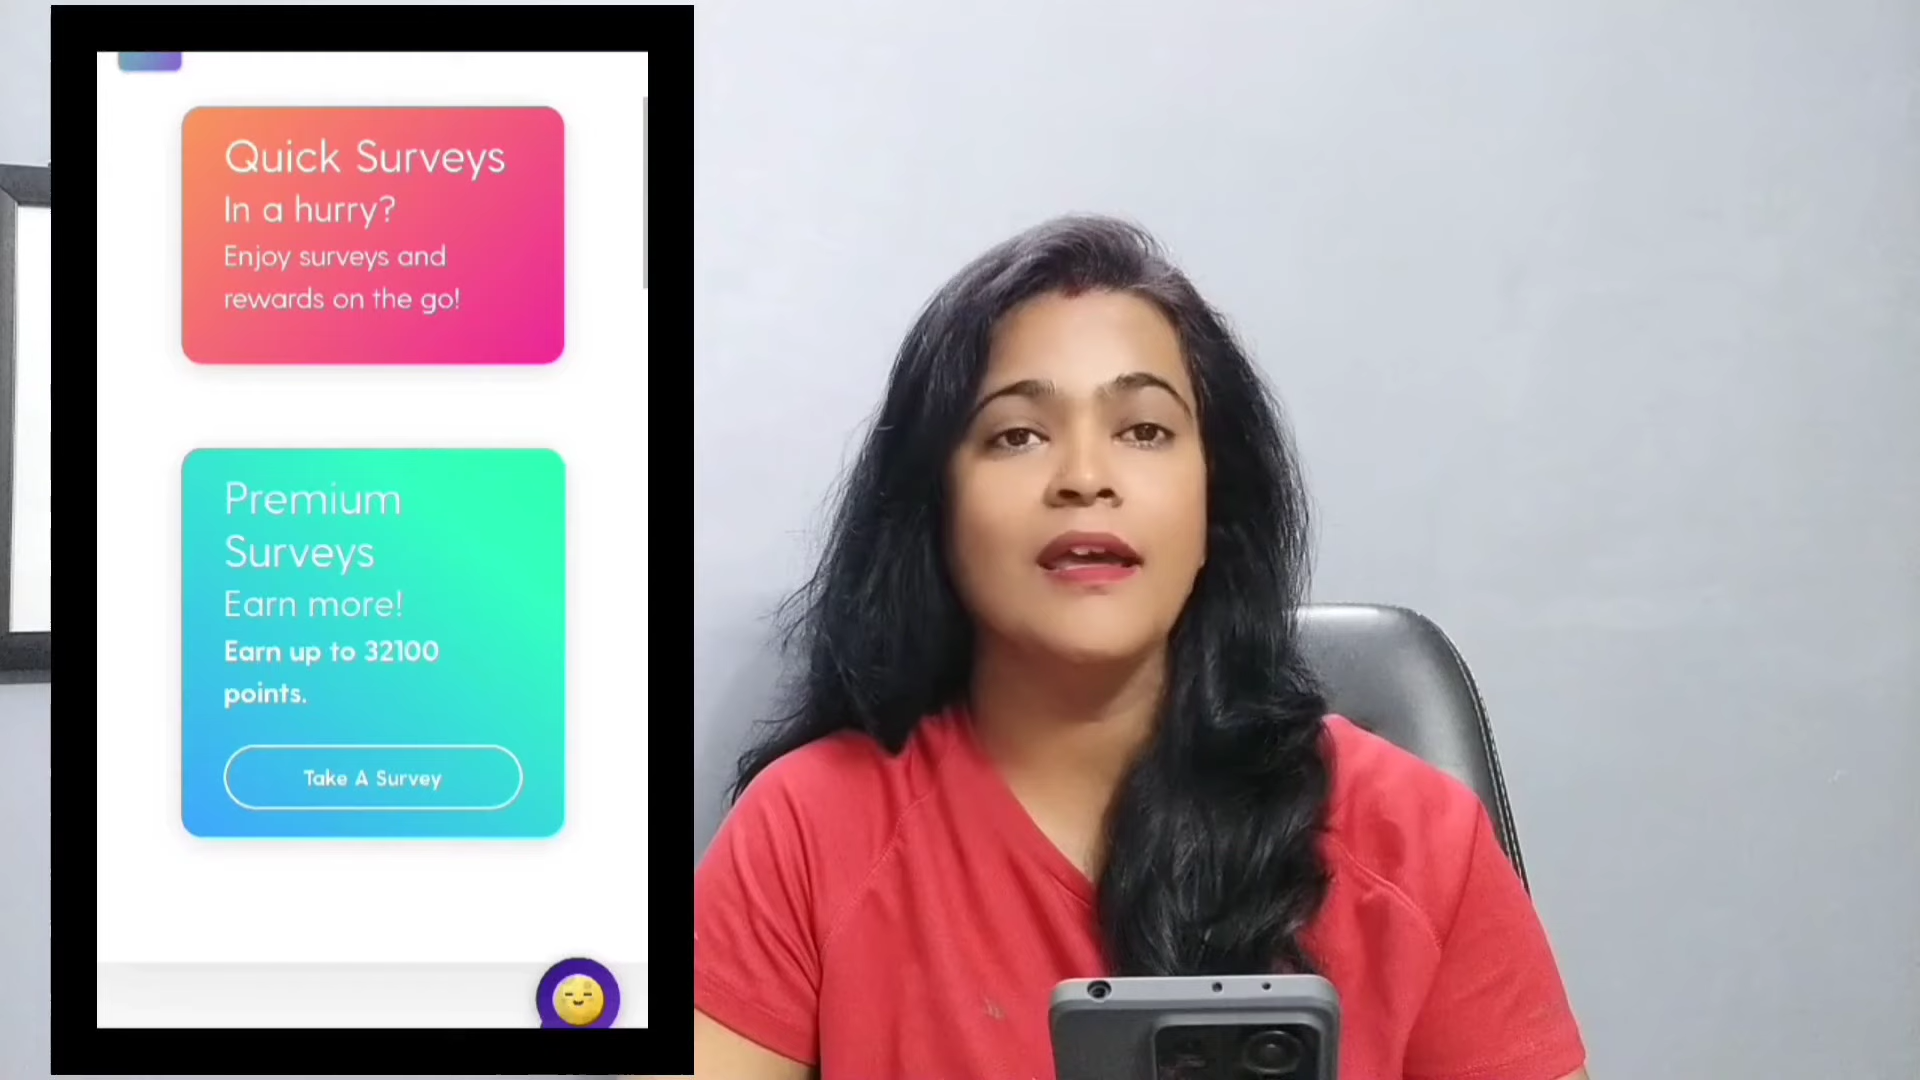 Quick Surveys
In a hurry?
Enjoy surveys and
rewards on the go!
Premium
Surveys
Earn more!
Earn up to 32100
points.
Take A Survey